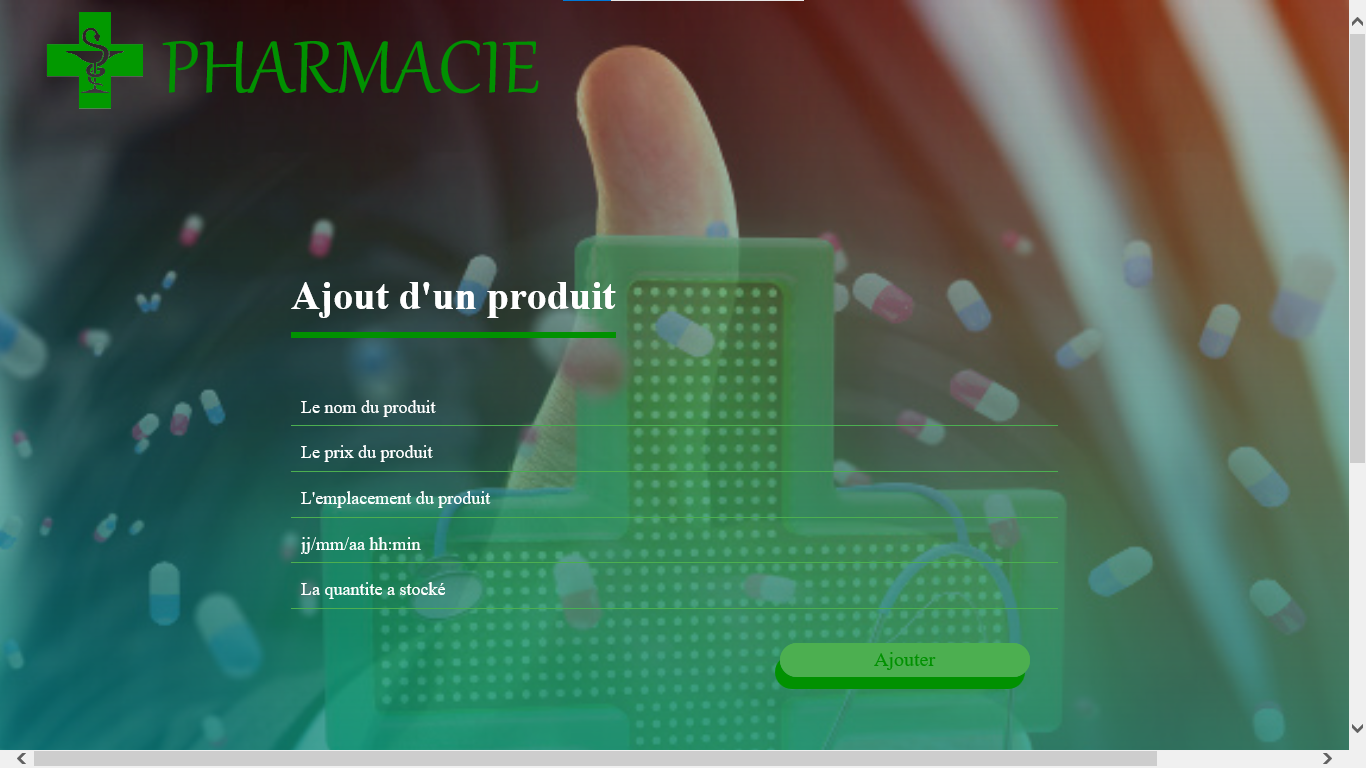 PHARMACIE
Ajout d'un produit
Le nom du produit
Le prix du produit
L'emplacement du produit
jj/mm/aa hh:min
La quantite a stocké
Ajouter